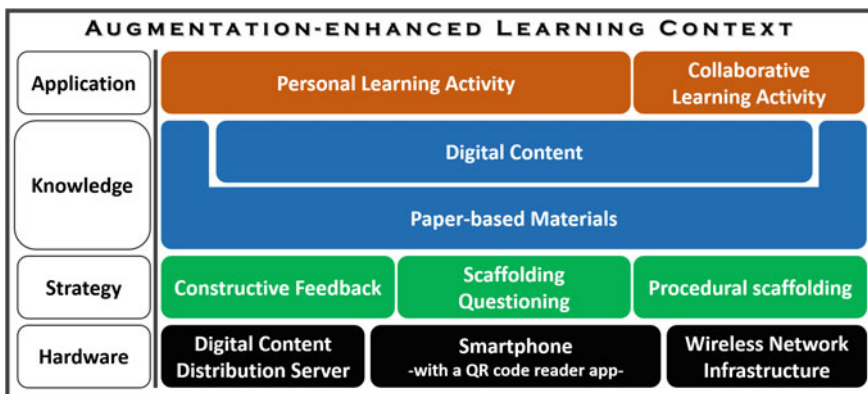 AUGMENTATION-ENHANCED LEARNING CONTEXT
Application
Personal Learning Activity
Collaborative
Learning Activity
Knowledge
Digital Content
Paper-based Materials
Strategy
Constructive Feedback
Scaffolding
Questioning
Procedural scaffolding
Hardware
Digital Content
Distribution Server
Smartphone
-with a QR code reader app-
Wireless Network
Infrastructure